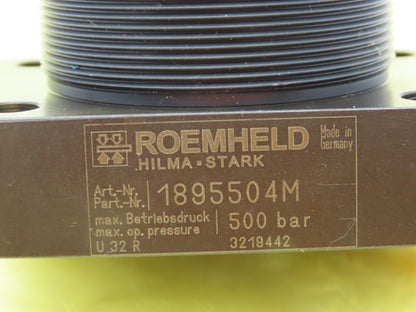 ROEMHELD
HILMA-STARK
Made in
Germany
Art.-Nr.
Part.-Nr.
1895504M
max. Betriebsdruck
max. op. pressure
500 bar
U 32 R
3219442